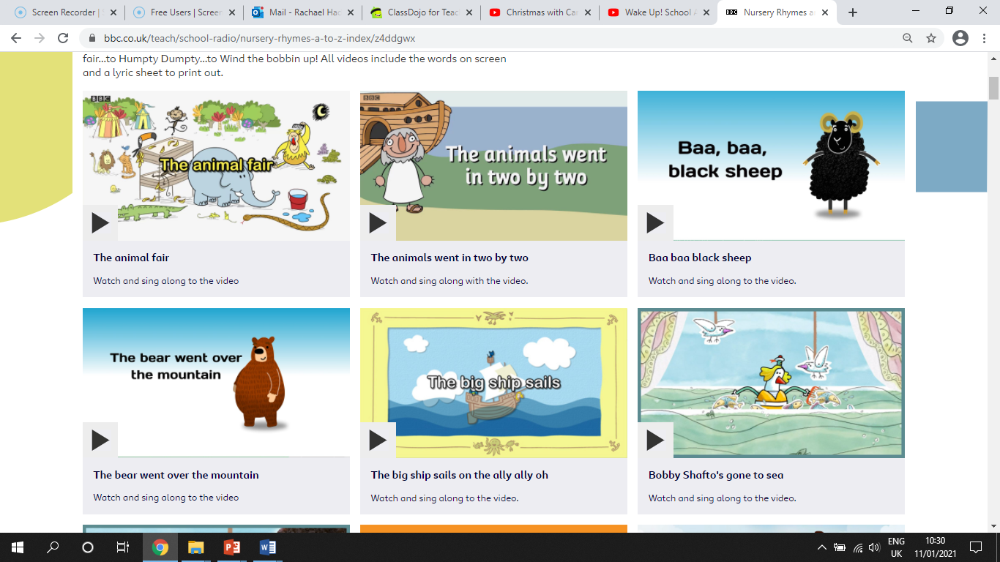 Screen Recorder |
Free Users | Screen
Mail - Rachael Hac
ClassDojo for Teac
Christmas with Car
Wake Up! School A
BBC
Nursery Rhymes a
bbc.co.uk/teach/school-radio/nursery-rhymes-a-to-z-index/z4ddgwx
fair...to Humpty Dumpty...to Wind the bobbin up! All videos include the words on screen
and a lyric sheet to print out.
BBC
The animal fair
BBC
The animals went
in two by two
Baa, baa,
black sheep
The animal fair
Watch and sing along to the video
The animals went in two by two
Watch and sing along with the video.
Baa baa black sheep
Watch and sing along to the video.
The bear went over
the mountain
The big ship sails
The bear went over the mountain
Watch and sing along to the video
The big ship sails on the ally ally oh
Watch and sing along to the video.
Bobby Shafto's gone to sea
Watch and sing along to the video.
ENG
UK
10:30
11/01/2021